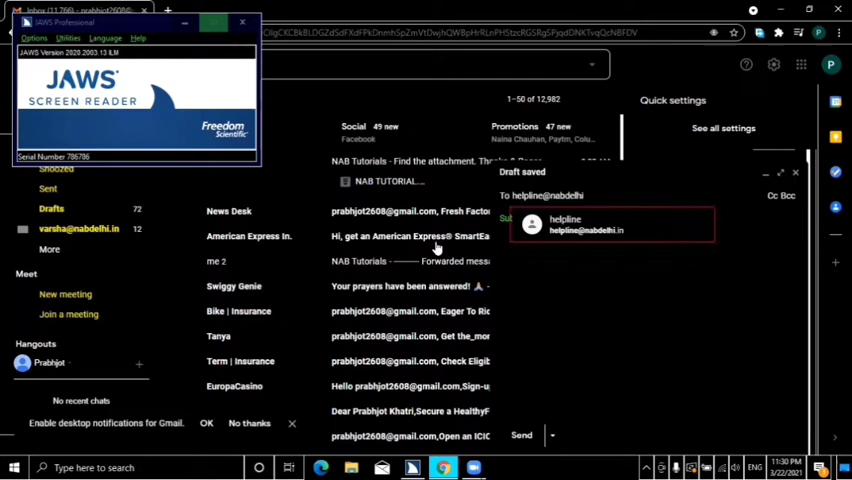 Inbox (11,766) - prabhjot2608@
JAWS Professional
Options Utilities Language Help
JAWS Version 2020.2003.13 ILM
JAWS
SCREEN READER
Freedom
Scientific
Serial Number 786786
P
P
1–50 of 12,982
Quick settings
See all settings
Social 49 new
Facebook
Promotions 47 new
Naina Chauhan, Paytm, Colu...
Snoozed
Sent
Drafts 72
varsha@nabdelhi.in 12
More
Meet
New meeting
Join a meeting
Hangouts
Prabhjot
No recent chats
NAB Tutorials - Find the attachment.
NAB TUTORIAL....
News Desk prabhjot2608@gmail.com, Fresh Factor
American Express In. Hi, get an American Express® SmartEa
me 2 NAB Tutorials - ——— Forwarded messa
Swiggy Genie Your prayers have been answered! 🙏 -
Bike | Insurance prabhjot2608@gmail.com, Eager To Rid
Tanya prabhjot2608@gmail.com, Get the_mor
Term | Insurance prabhjot2608@gmail.com, Check Eligib
EuropaCasino Hello prabhjot2608@gmail.com,Sign-u
Dear Prabhjot Khatri,Secure a HealthyF
prabhjot2608@gmail.com,Open an ICIC
Draft saved
To helpline@nabdelhi Cc Bcc
Sub
helpline
helpline@nabdelhi.in
Send
Enable desktop notifications for Gmail. OK No thanks
Type here to search
ENG
11:30 PM
3/22/2021